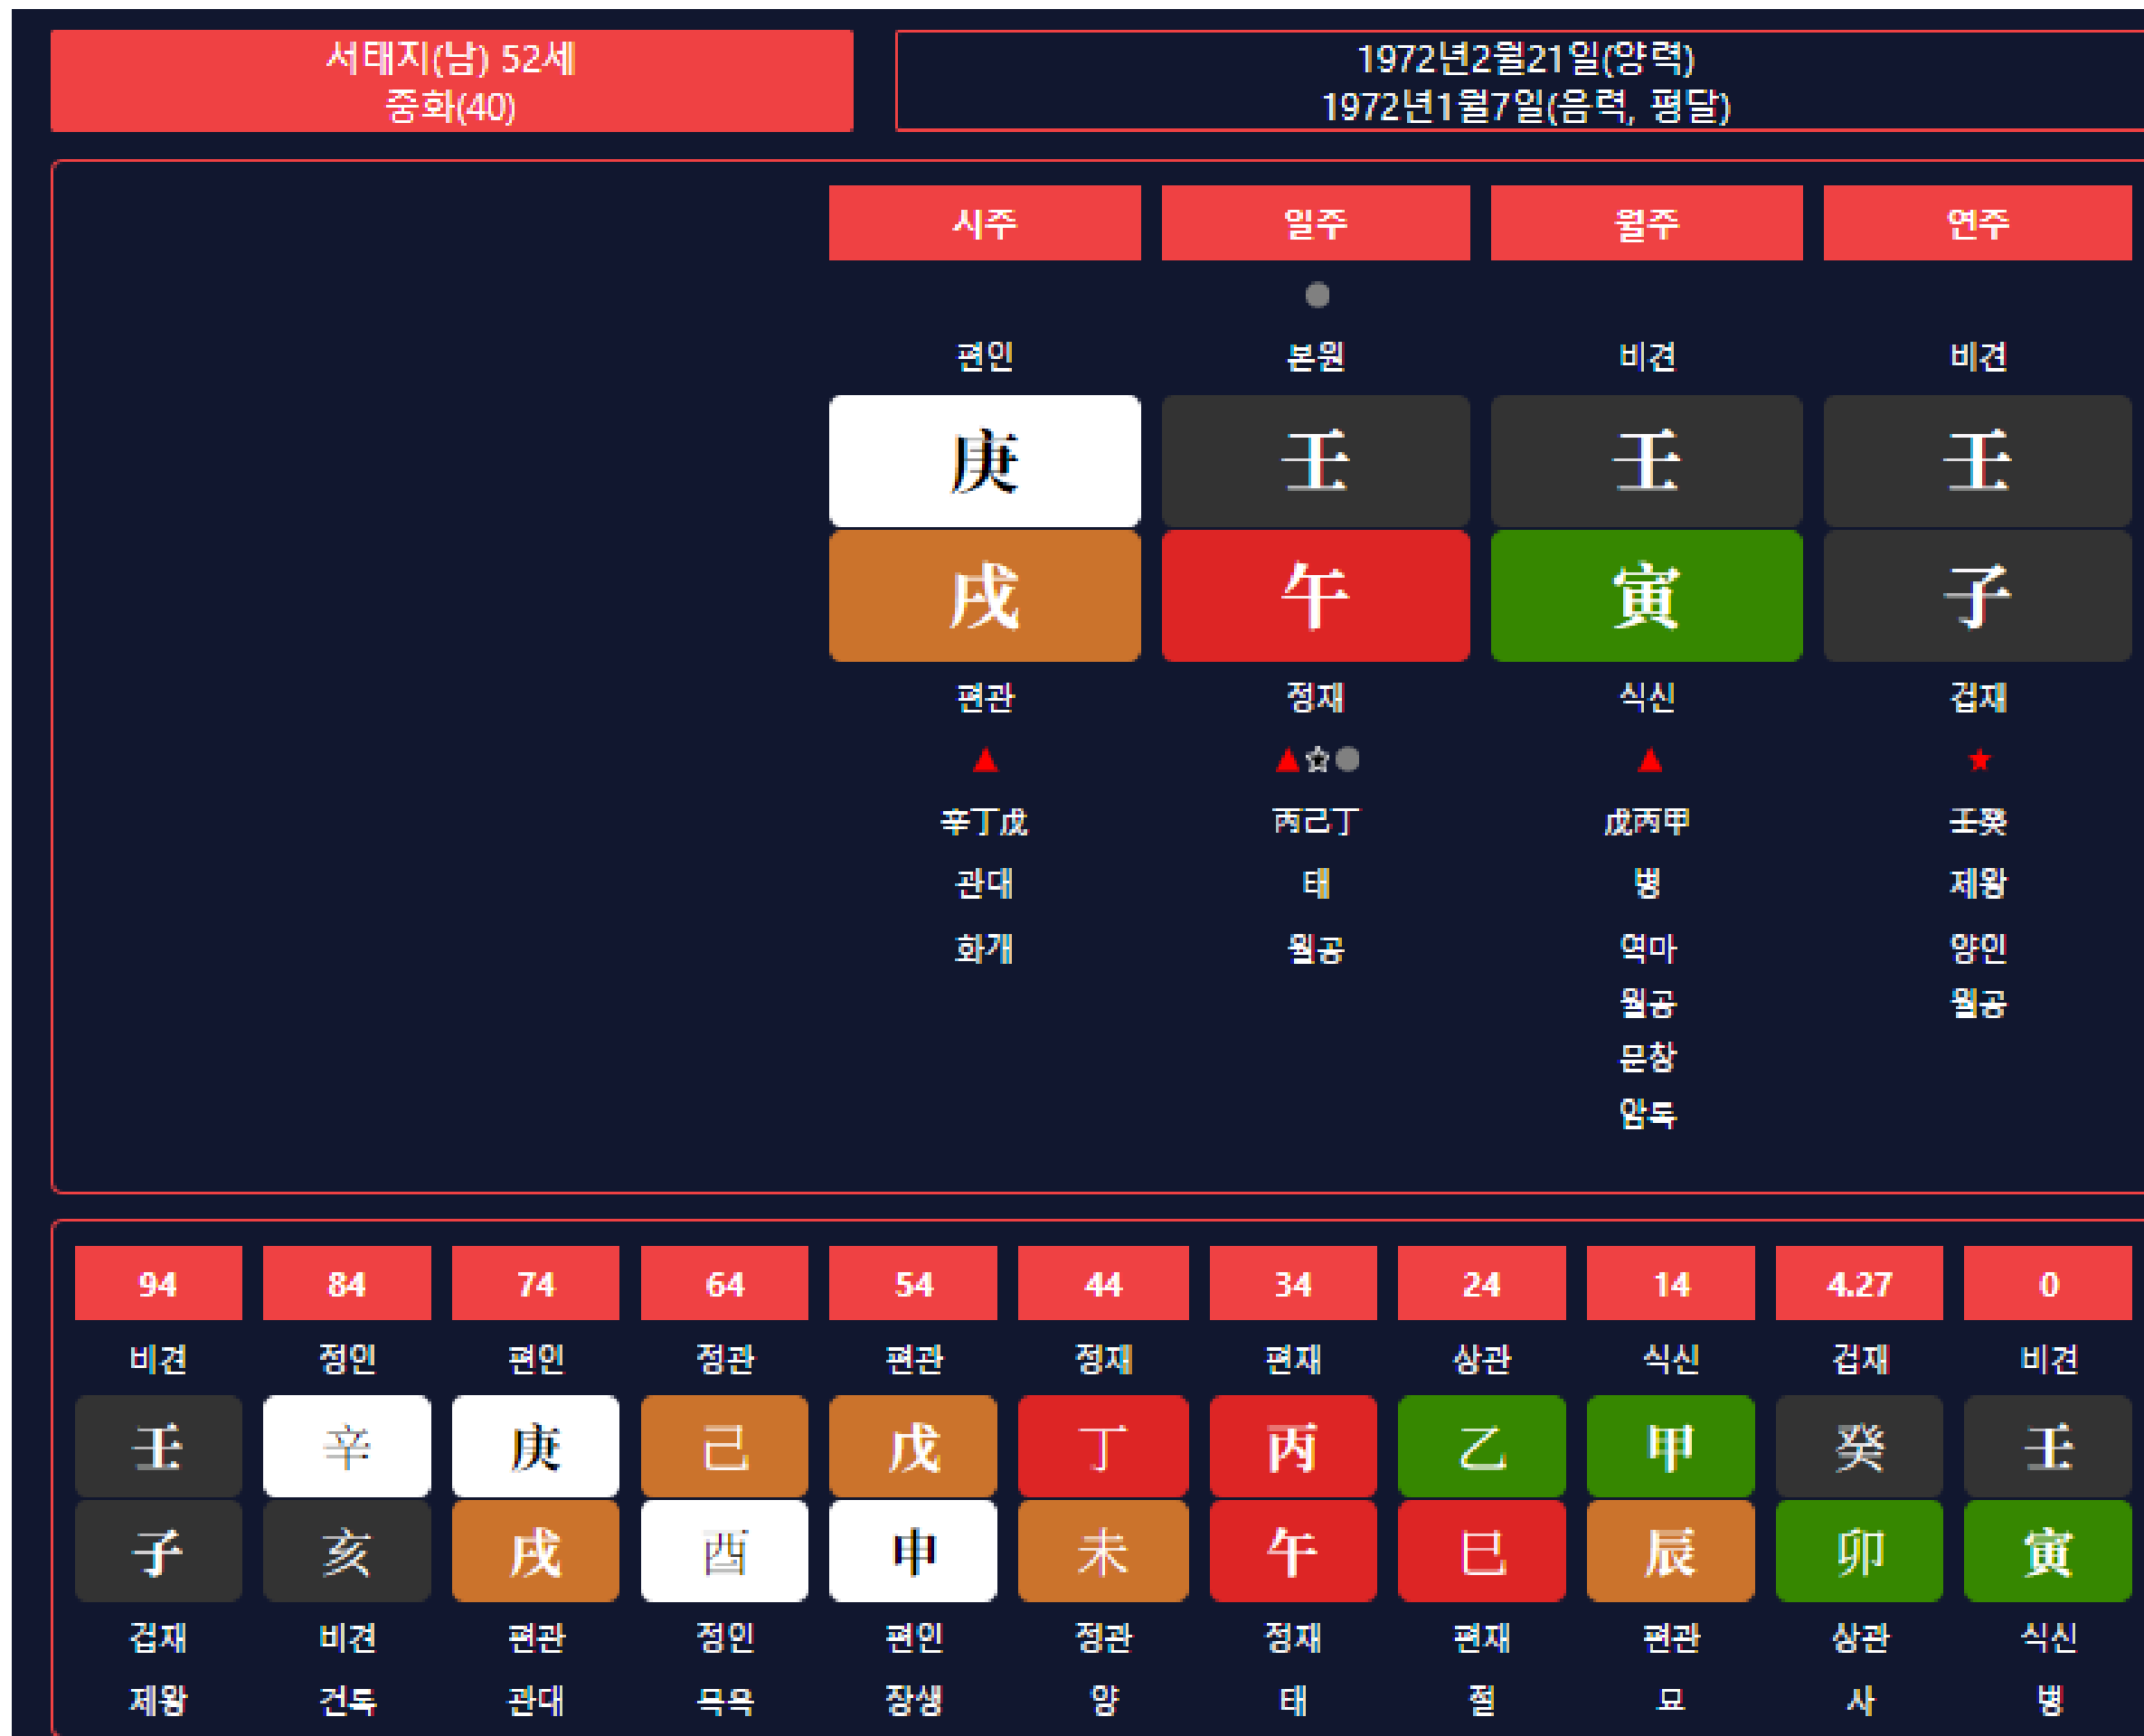 서태지(남) 52세
중화(40)
1972년2월21일(양력)
1972년1월7일(음력, 평달)
시주 일주 월주 연주
●
편인 본원 비견 비견
庚 壬 壬 壬
戌 午 寅 子
편관 정재 식신 겁재
▲ ▲☆● ▲ ★
辛丁戊 丙己丁 戊丙甲 壬癸
관대 태 병 제왕
화개 월공 역마 양인
월공 월공
문창
암록
94 84 74 64 54 44 34 24 14 4.27 0
비견 정인 편인 정관 편관 정재 편재 상관 식신 겁재 비견
壬 辛 庚 己 戊 丁 丙 乙 甲 癸 壬
子 亥 戌 酉 申 未 午 巳 辰 卯 寅
겁재 비견 편관 정인 편인 정관 정재 편재 편관 상관 식신
제왕 건록 관대 목욕 장생 양 태 절 묘 사 병